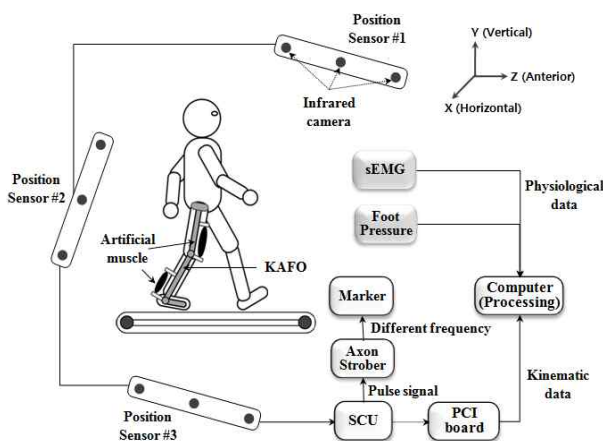 Position
Sensor #1
Y (Vertical)
Z (Anterior)
X (Horizontal)
Infrared
camera
Position
Sensor #2
sEMG
Physiological
data
Foot
Pressure
Artificial
muscle
KAFO
Marker
Computer
(Processing)
Different frequency
Axon
Strober
Pulse signal
Kinematic
data
Position
Sensor #3
SCU
PCI
board